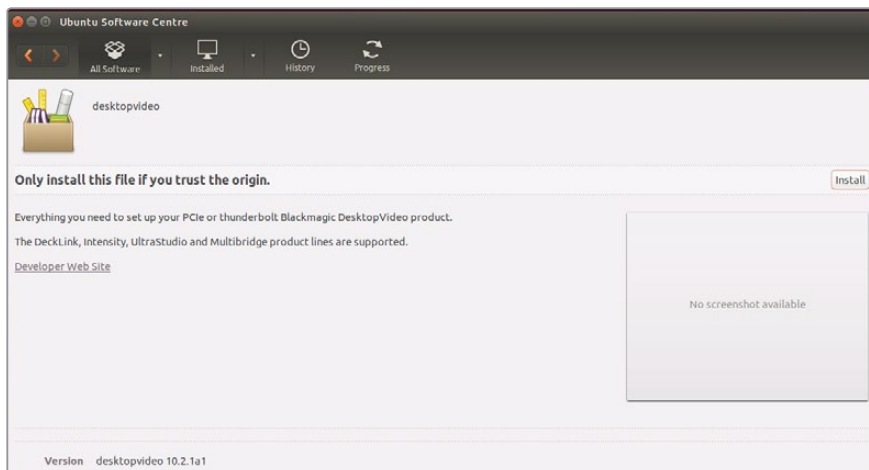 Ubuntu Software Centre
All Software
Installed
History
Progress
desktopvideo
Only install this file if you trust the origin.
Install
Everything you need to set up your PCIe or thunderbolt Blackmagic DesktopVideo product.
The DeckLink, Intensity, UltraStudio and Multibridge product lines are supported.
Developer Web Site
No screenshot available
Version desktopvideo 10.2.1a1